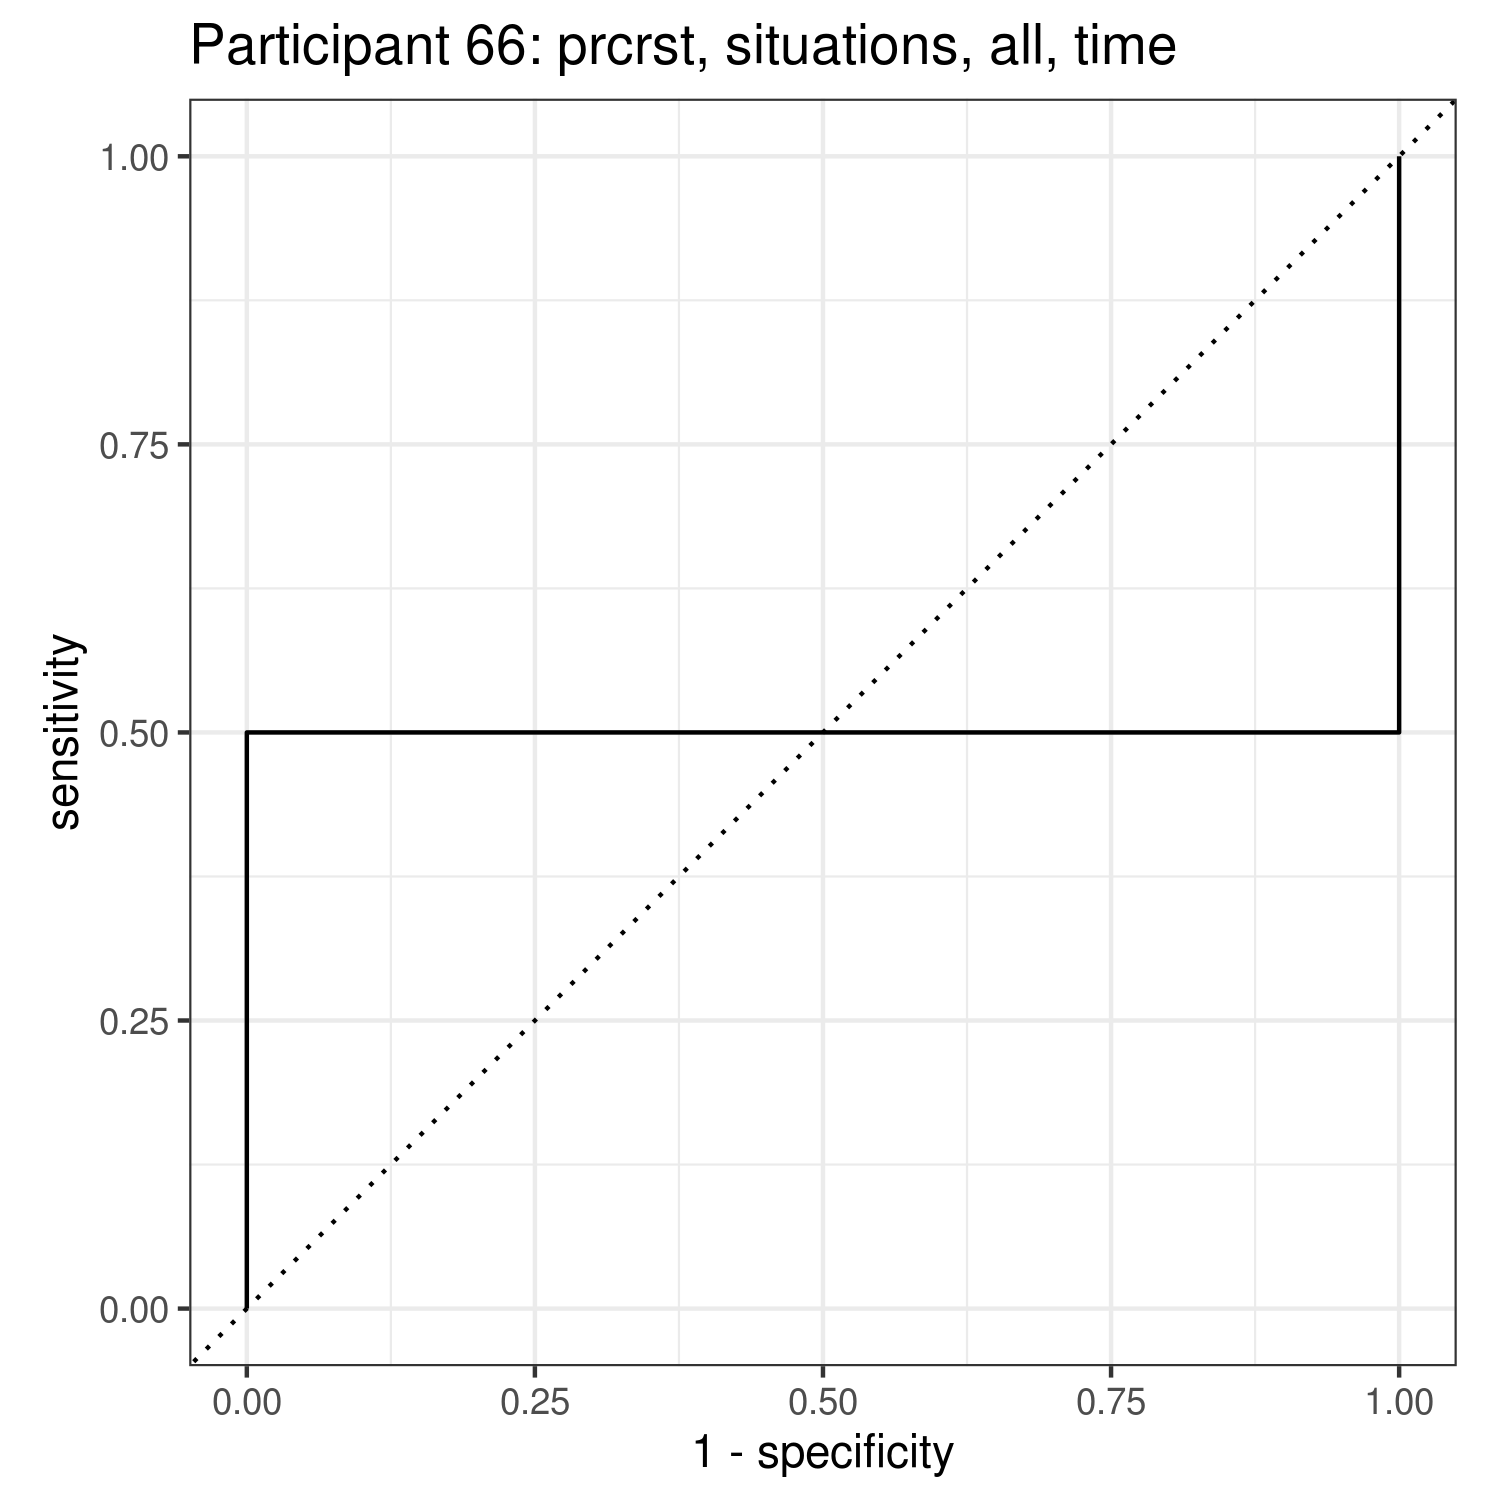 Participant 66: prcrst, situations, all, time
1.00
0.75
0.50
0.25
0.00
sensitivity
0.00 0.25 0.50 0.75 1.00
1 - specificity